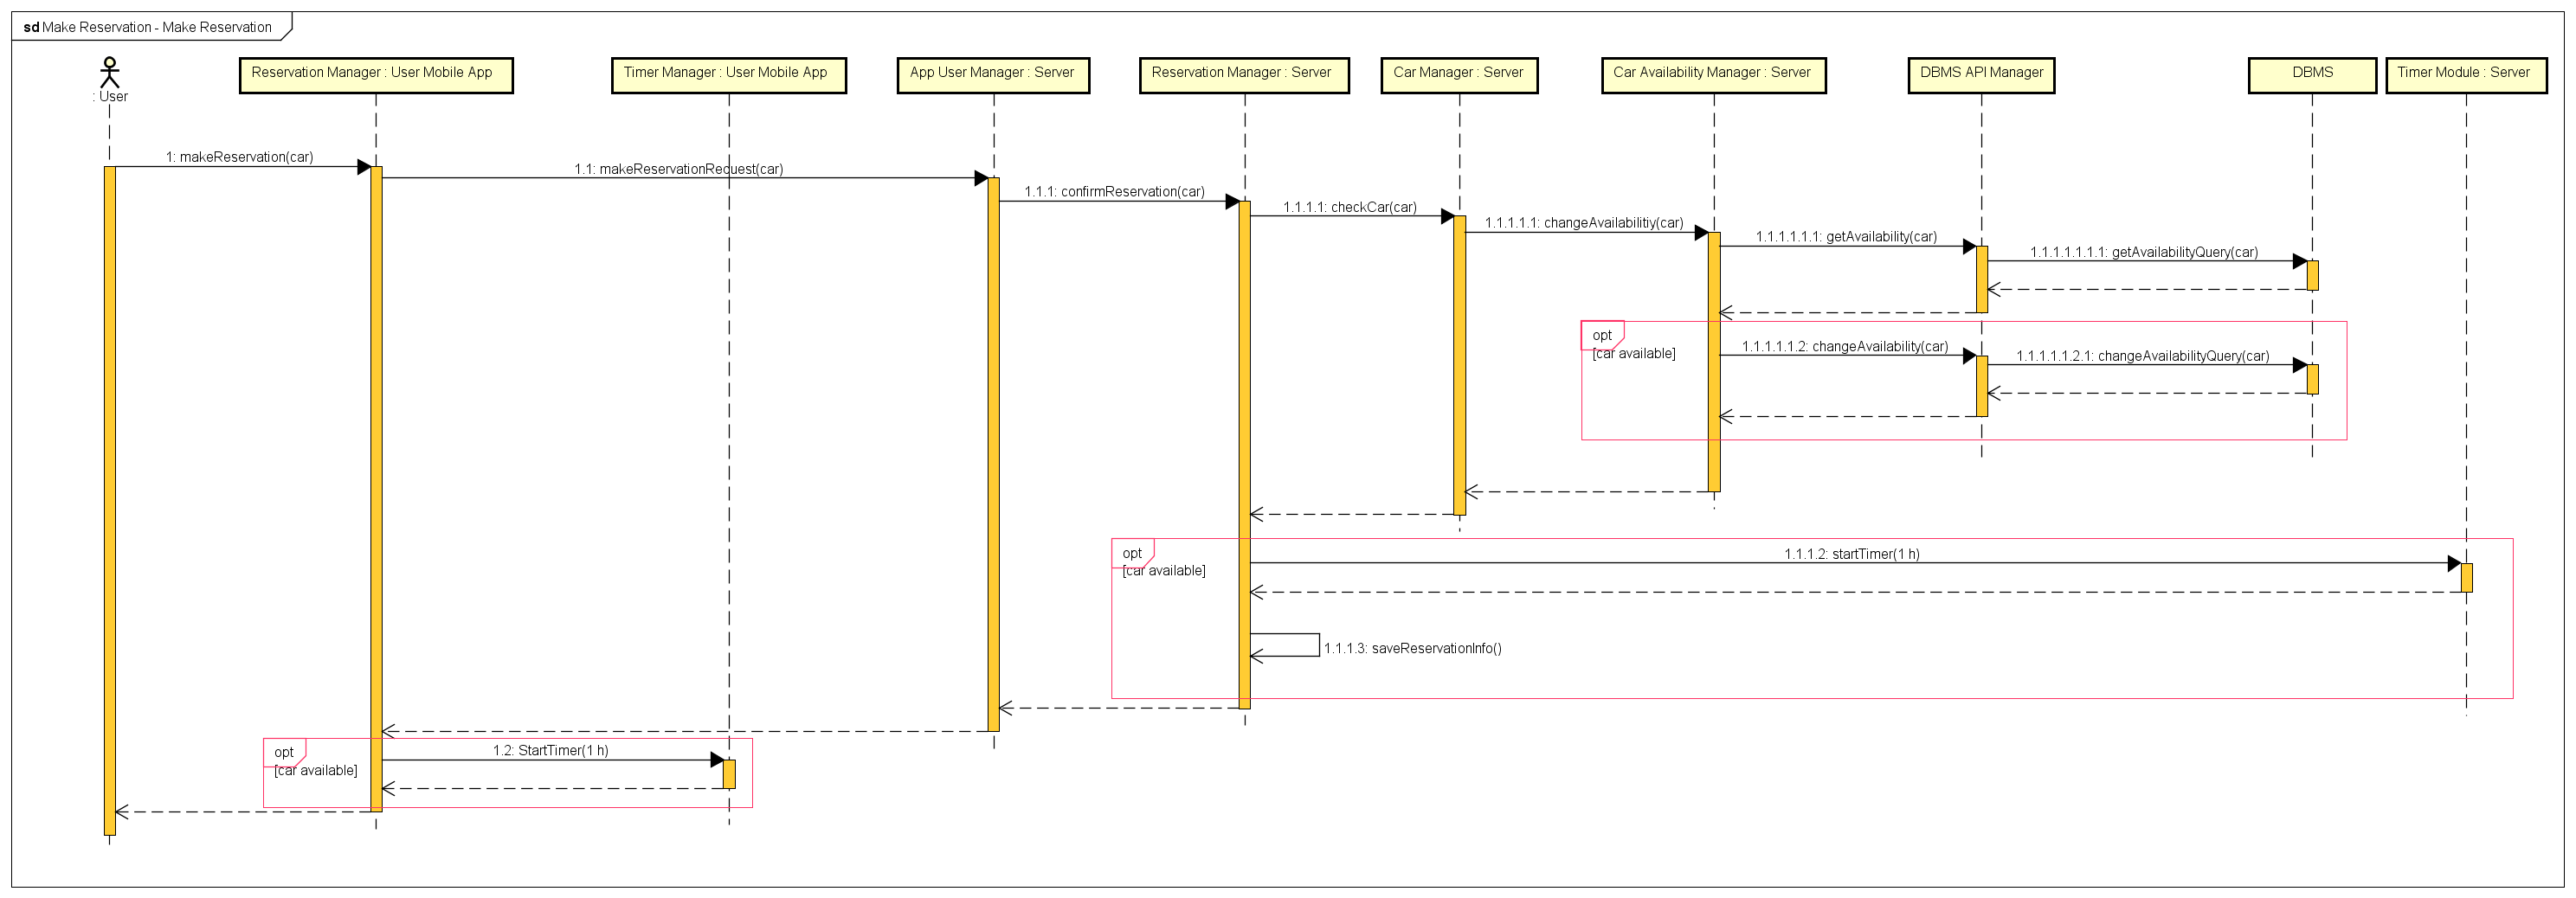 sd Make Reservation - Make Reservation
: User
Reservation Manager : User Mobile App
Timer Manager : User Mobile App
App User Manager : Server
Reservation Manager : Server
Car Manager : Server
Car Availability Manager : Server
DBMS API Manager
DBMS
Timer Module : Server
1: makeReservation(car)
1.1: makeReservationRequest(car)
1.1.1: confirmReservation(car)
1.1.1.1: checkCar(car)
1.1.1.1.1: changeAvailabilitiy(car)
1.1.1.1.1.1: getAvailability(car)
1.1.1.1.1.1.1: getAvailabilityQuery(car)
opt
[car available]
1.1.1.1.1.2: changeAvailability(car)
1.1.1.1.1.2.1: changeAvailabilityQuery(car)
opt
[car available]
1.1.1.2: startTimer(1 h)
1.1.1.3: saveReservationInfo()
opt
[car available]
1.2: StartTimer(1 h)